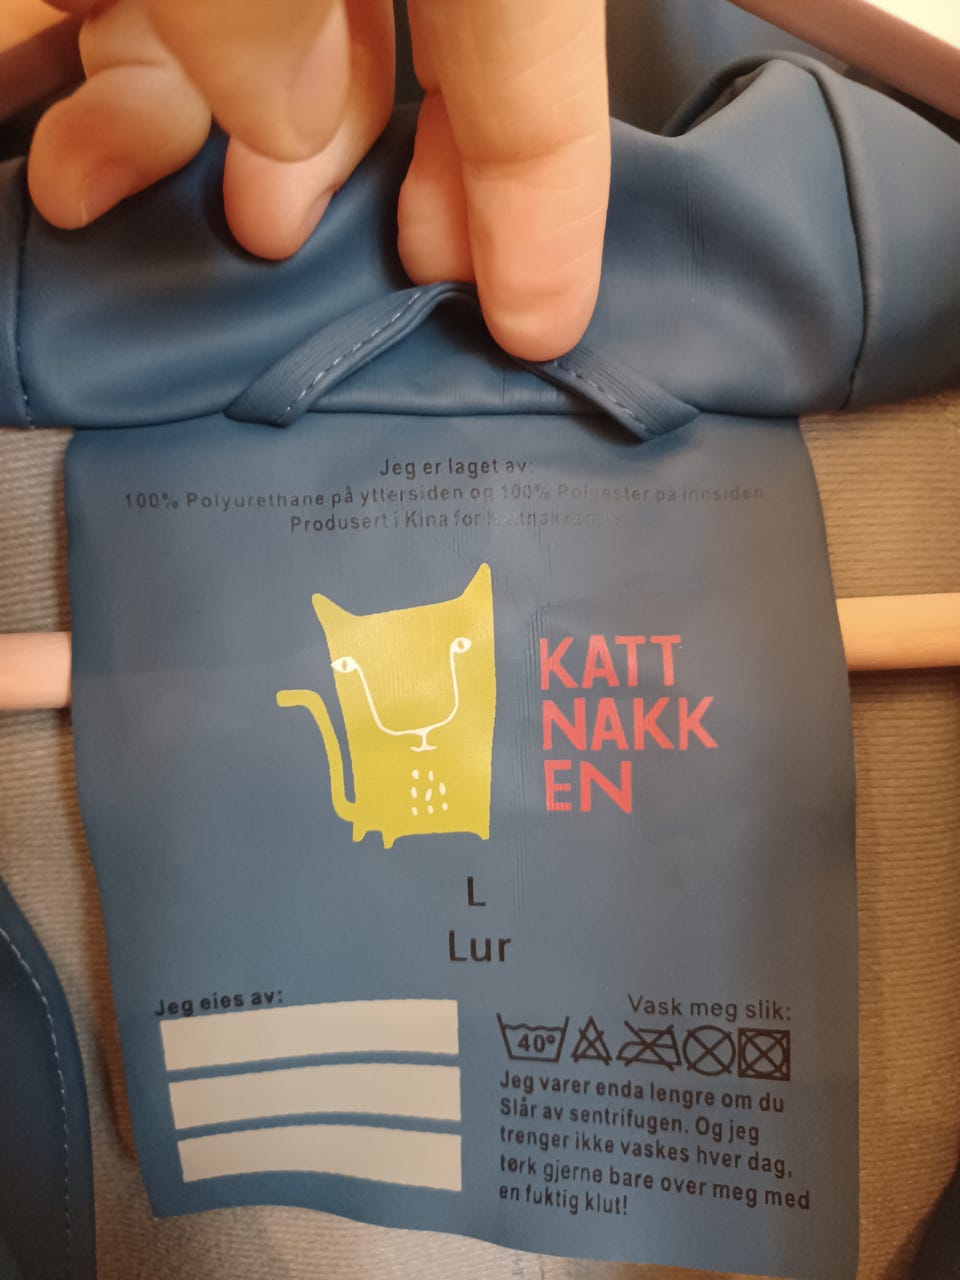 Jeg er laget av:
100% Polyurethane på yttersiden og 100% Polyester på innsiden
Produsert i Kina for Kattnakken
KATT
NAKK
EN
L
Lur
Jeg eies av:
Vask meg slik:
40°
Jeg varer enda lengre om du
Slår av sentrifugen. Og jeg
trenger ikke vaskes hver dag,
tørk gjerne bare over meg med
en fuktig klut!